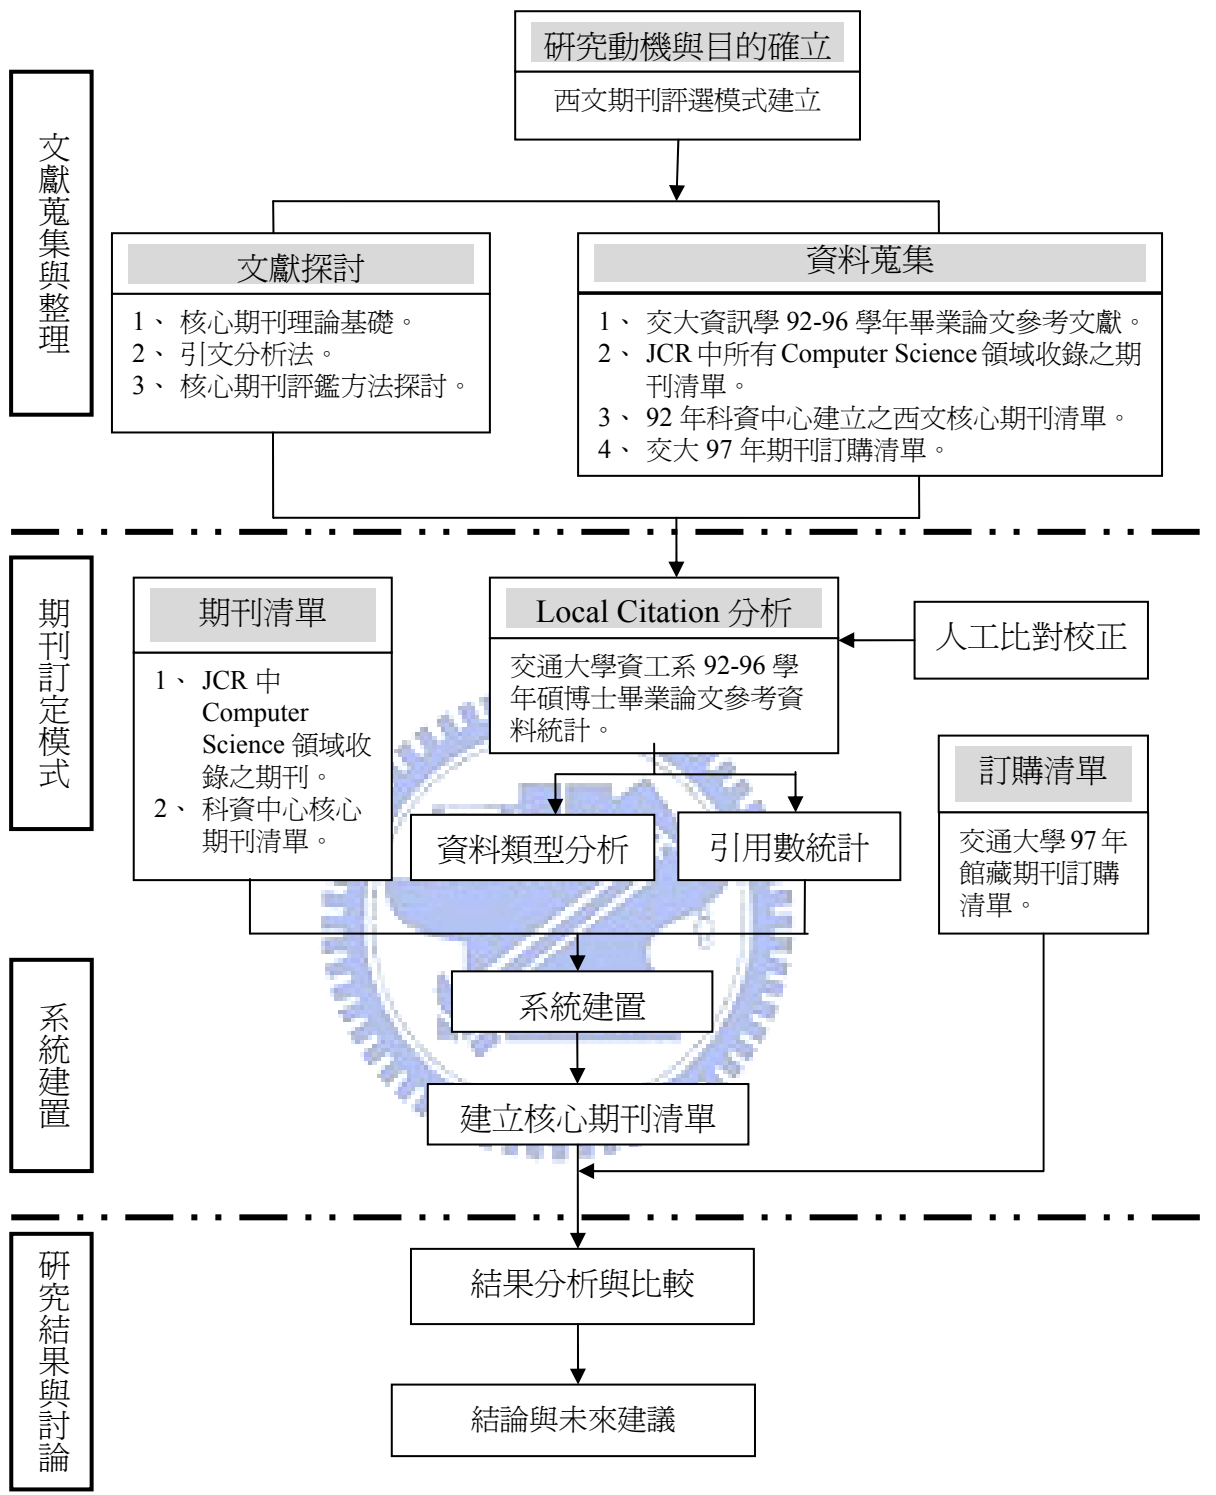 研究動機與目的確立
西文期刊評選模式建立
文獻蒐集與整理
文獻探討
1、 核心期刊理論基礎。
2、 引文分析法。
3、 核心期刊評鑑方法探討。
資料蒐集
1、 交大資訊學 92-96 學年畢業論文參考文獻。
2、 JCR 中所有 Computer Science 領域收錄之期
刊清單。
3、 92 年科資中心建立之西文核心期刊清單。
4、 交大 97 年期刊訂購清單。
期刊訂定模式
期刊清單
1、 JCR 中
Computer
Science 領域收
錄之期刊。
2、 科資中心核心
期刊清單。
Local Citation 分析
交通大學資工系 92-96 學
年碩博士畢業論文參考資
料統計。
人工比對校正
資料類型分析
引用數統計
訂購清單
交通大學 97 年
館藏期刊訂購
清單。
系統建置
系統建置
建立核心期刊清單
研究結果與討論
結果分析與比較
結論與未來建議